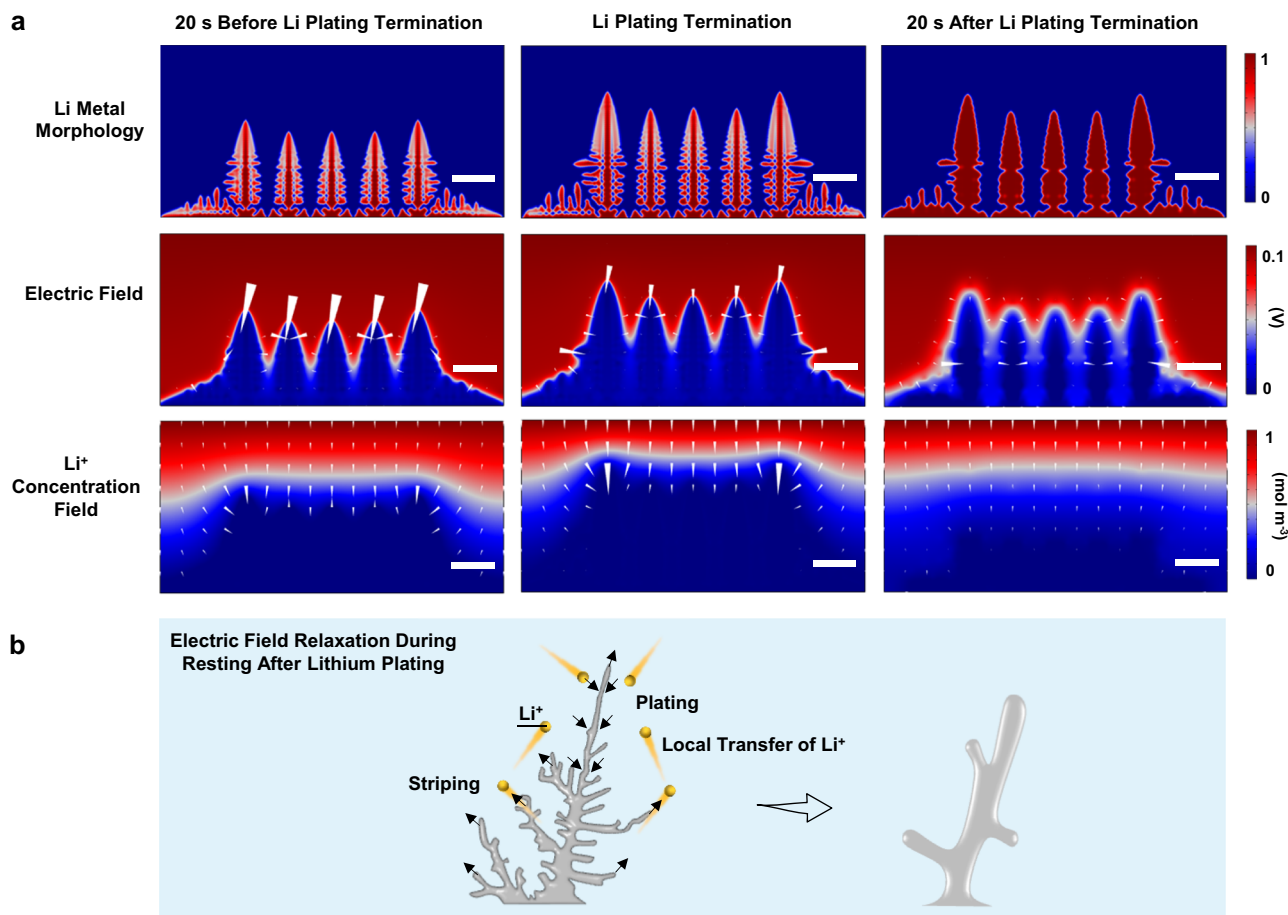 a
20 s Before Li Plating Termination
Li Plating Termination
20 s After Li Plating Termination
Li Metal
Morphology
1
0
Electric Field
0.1
(V)
0
Li⁺
Concentration
Field
1
(mol m⁻³)
0
b
Electric Field Relaxation During
Resting After Lithium Plating
Plating
Li⁺
Local Transfer of Li⁺
Striping